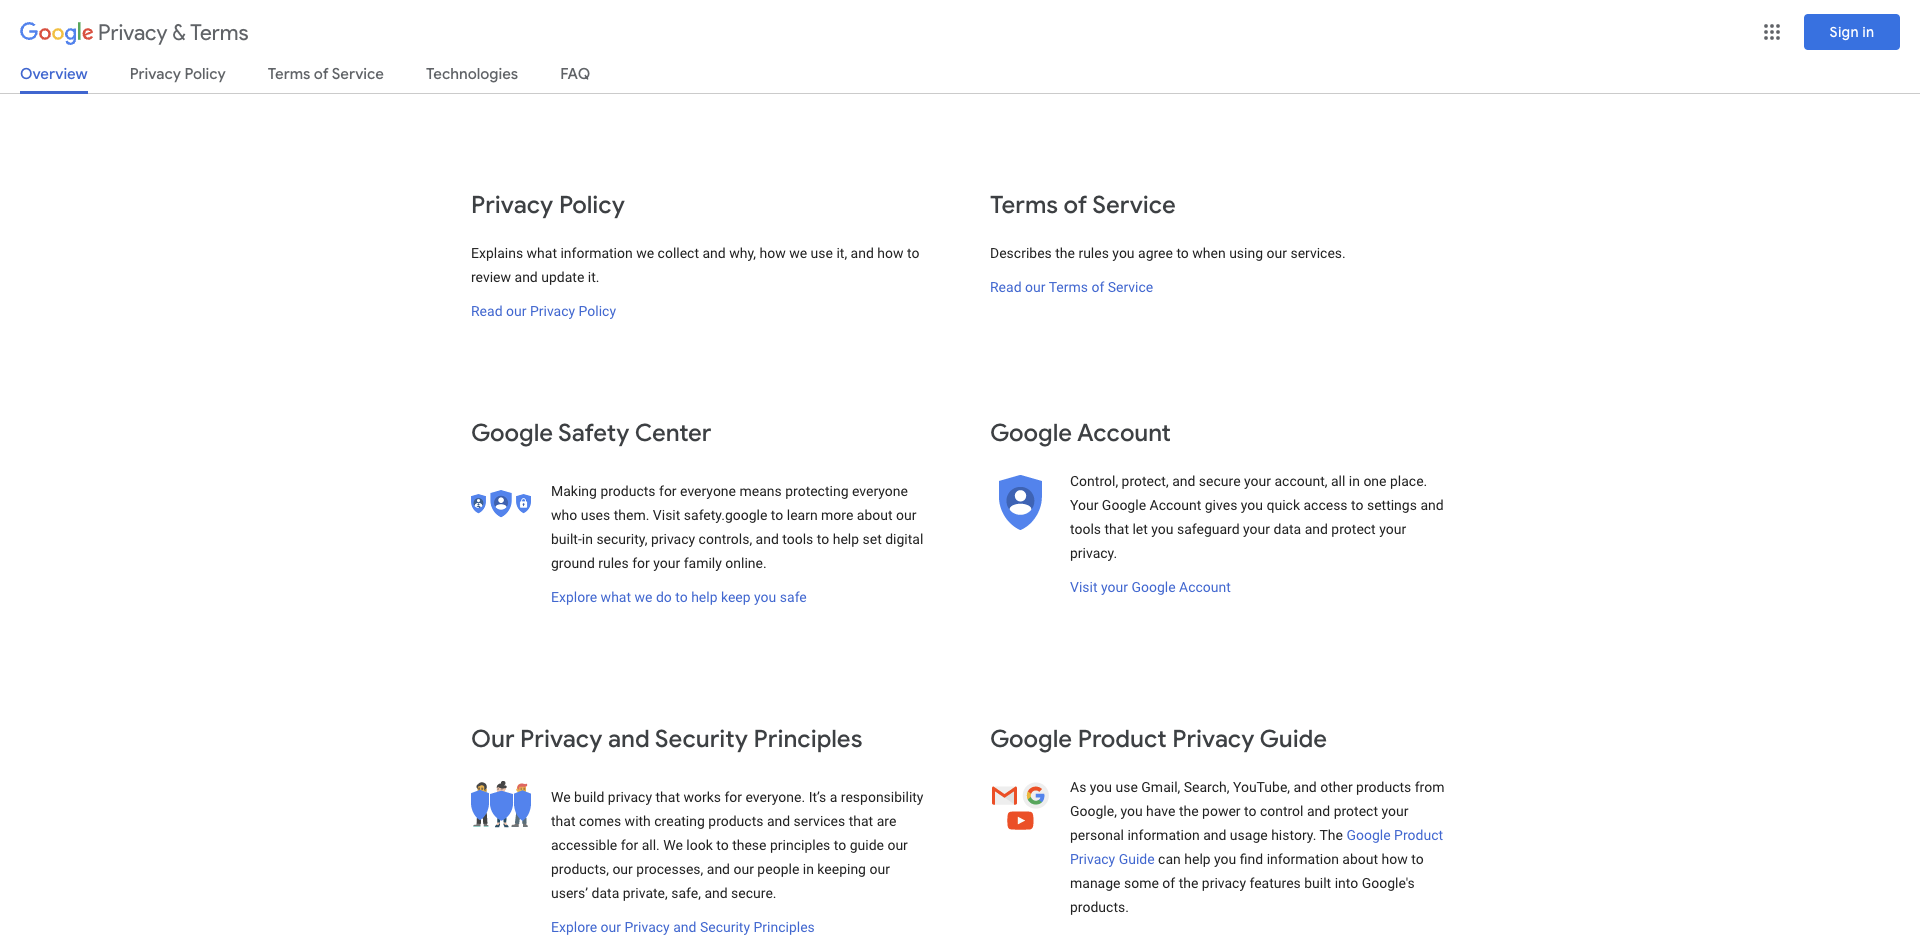 Google Privacy & Terms
Sign in
Overview
Privacy Policy
Terms of Service
Technologies
FAQ
Privacy Policy
Explains what information we collect and why, how we use it, and how to
review and update it.
Read our Privacy Policy
Terms of Service
Describes the rules you agree to when using our services.
Read our Terms of Service
Google Safety Center
Making products for everyone means protecting everyone
who uses them. Visit safety.google to learn more about our
built-in security, privacy controls, and tools to help set digital
ground rules for your family online.
Explore what we do to help keep you safe
Google Account
Control, protect, and secure your account, all in one place.
Your Google Account gives you quick access to settings and
tools that let you safeguard your data and protect your
privacy.
Visit your Google Account
Our Privacy and Security Principles
We build privacy that works for everyone. It’s a responsibility
that comes with creating products and services that are
accessible for all. We look to these principles to guide our
products, our processes, and our people in keeping our
users’ data private, safe, and secure.
Explore our Privacy and Security Principles
Google Product Privacy Guide
As you use Gmail, Search, YouTube, and other products from
Google, you have the power to control and protect your
personal information and usage history. The Google Product
Privacy Guide can help you find information about how to
manage some of the privacy features built into Google's
products.